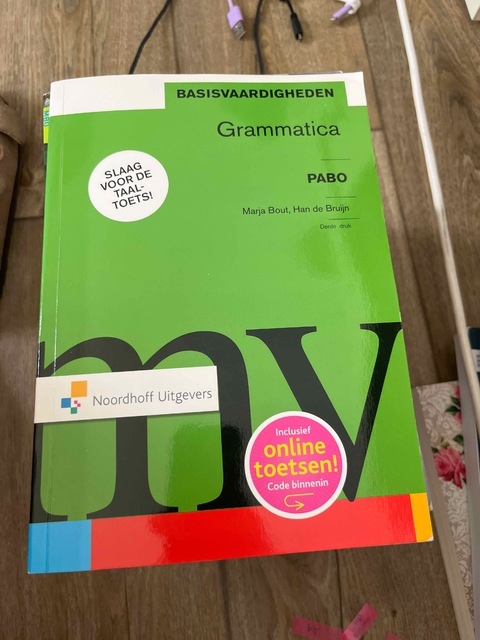 BASISVAARDIGHEDEN
Grammatica
SLAAG
VOOR DE
TAAL-
TOETS!
PABO
Marja Bout, Han de Bruijn
Derde druk
mv
Noordhoff Uitgevers
Inclusief
online
toetsen!
Code binnenin